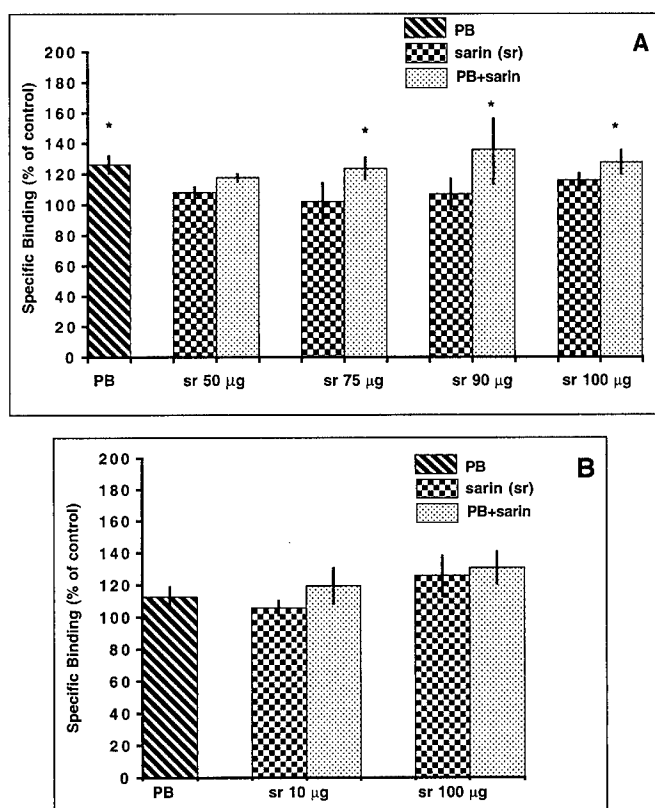 PB
sarin (sr)
PB+sarin
A
Specific Binding (% of control)
200
180
160
140
120
100
80
60
40
20
0
*
*
*
*
PB
sr 50 µg
sr 75 µg
sr 90 µg
sr 100 µg
PB
sarin (sr)
PB+sarin
B
Specific Binding (% of control)
200
180
160
140
120
100
80
60
40
20
0
PB
sr 10 µg
sr 100 µg